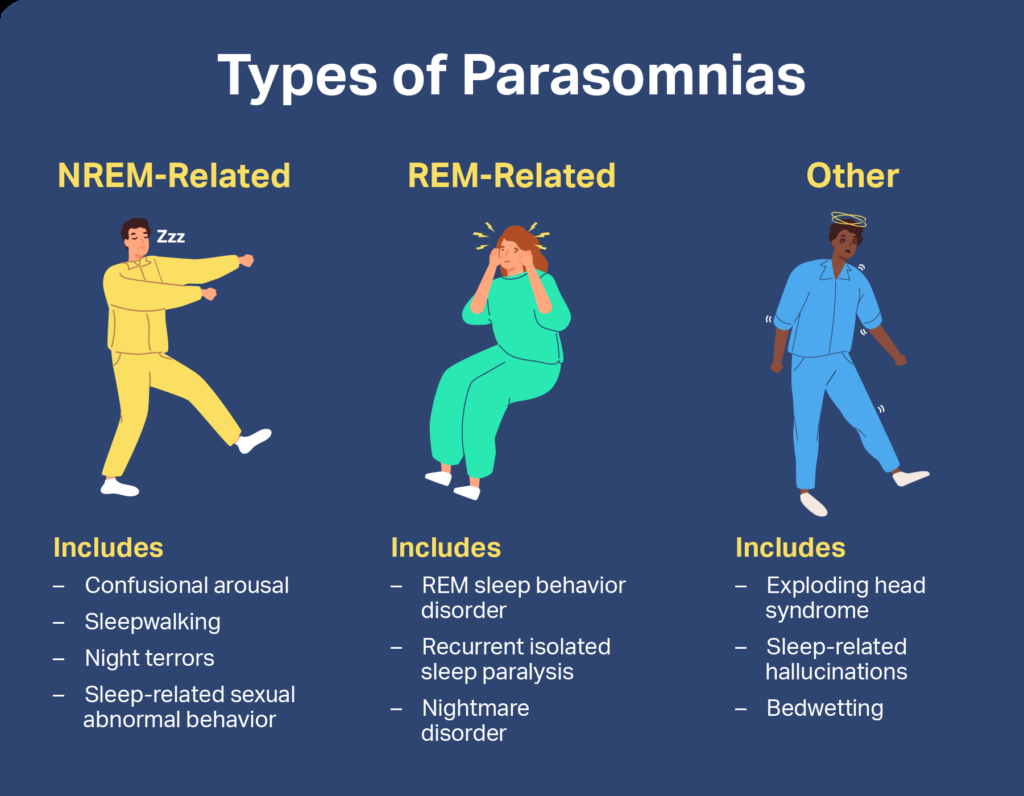 Types of Parasomnias
NREM-Related
Zzz
Includes
– Confusional arousal
– Sleepwalking
– Night terrors
– Sleep-related sexual
abnormal behavior
REM-Related
Includes
– REM sleep behavior
disorder
– Recurrent isolated
sleep paralysis
– Nightmare
disorder
Other
Includes
– Exploding head
syndrome
– Sleep-related
hallucinations
– Bedwetting